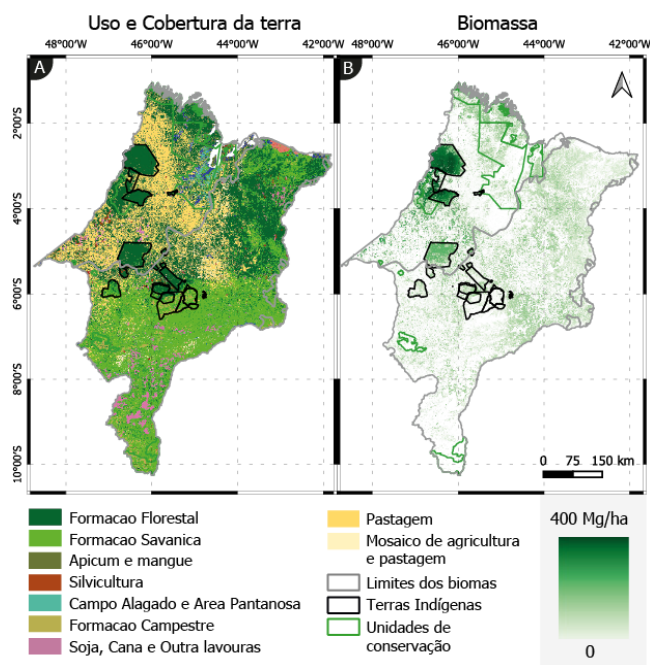 Uso e Cobertura da terra
Biomassa
48°00'S 46°00'S 44°00'S 42°00'S
48°00'S 46°00'S 44°00'S 42°00'S
A
B
2°00'S
4°00'S
6°00'S
8°00'S
10°00'S
0 75 150 km
Formacao Florestal
Formacao Savanica
Apicum e mangue
Silvicultura
Campo Alagado e Area Pantanosa
Formacao Campestre
Soja, Cana e Outra lavouras
Pastagem
Mosaico de agricultura
e pastagem
Limites dos biomas
Terras Indígenas
Unidades de
conservação
400 Mg/ha
0